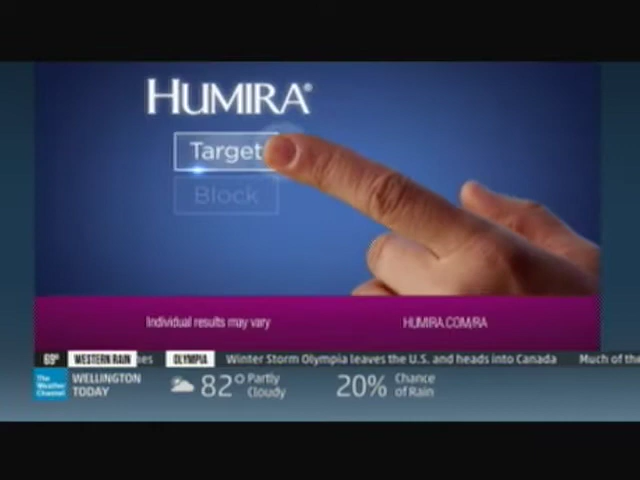 HUMIRA®
Target
Block
Individual results may vary
HUMIRA.COM/RA
69° WESTERN RAIN nes OLYMPIA Winter Storm Olympia leaves the U.S. and heads into Canada Much of the
The
Weather
Channel
WELLINGTON
TODAY
82° Partly
Cloudy
20% Chance
of Rain